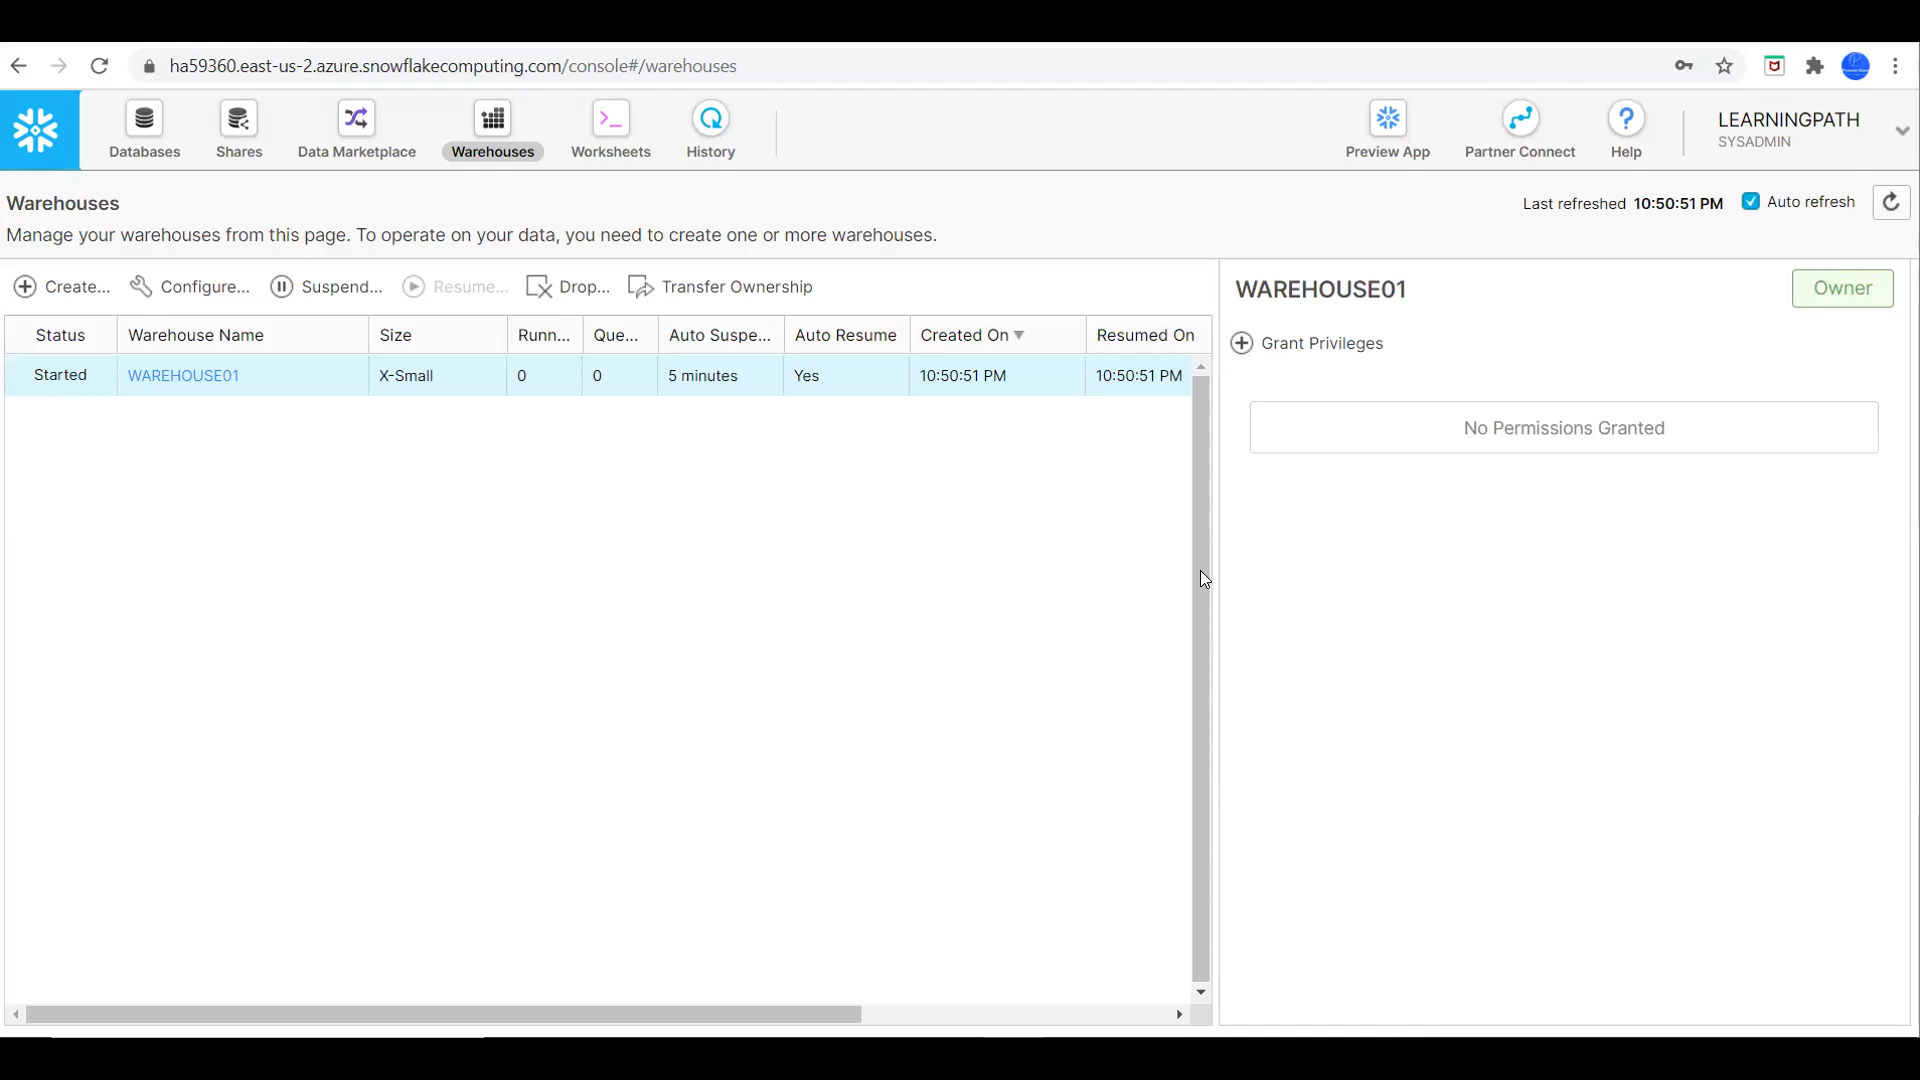 ha59360.east-us-2.azure.snowflakecomputing.com/console#/warehouses
Databases
Shares
Data Marketplace
Warehouses
Worksheets
History
Preview App
Partner Connect
Help
LEARNINGPATH
SYSADMIN
Warehouses
Last refreshed 10:50:51 PM
Auto refresh
Manage your warehouses from this page. To operate on your data, you need to create one or more warehouses.
Create... Configure... Suspend... Resume... Drop... Transfer Ownership
Status Warehouse Name Size Runn... Que... Auto Suspe... Auto Resume Created On Resumed On
Started WAREHOUSE01 X-Small 0 0 5 minutes Yes 10:50:51 PM 10:50:51 PM
WAREHOUSE01
Owner
Grant Privileges
No Permissions Granted